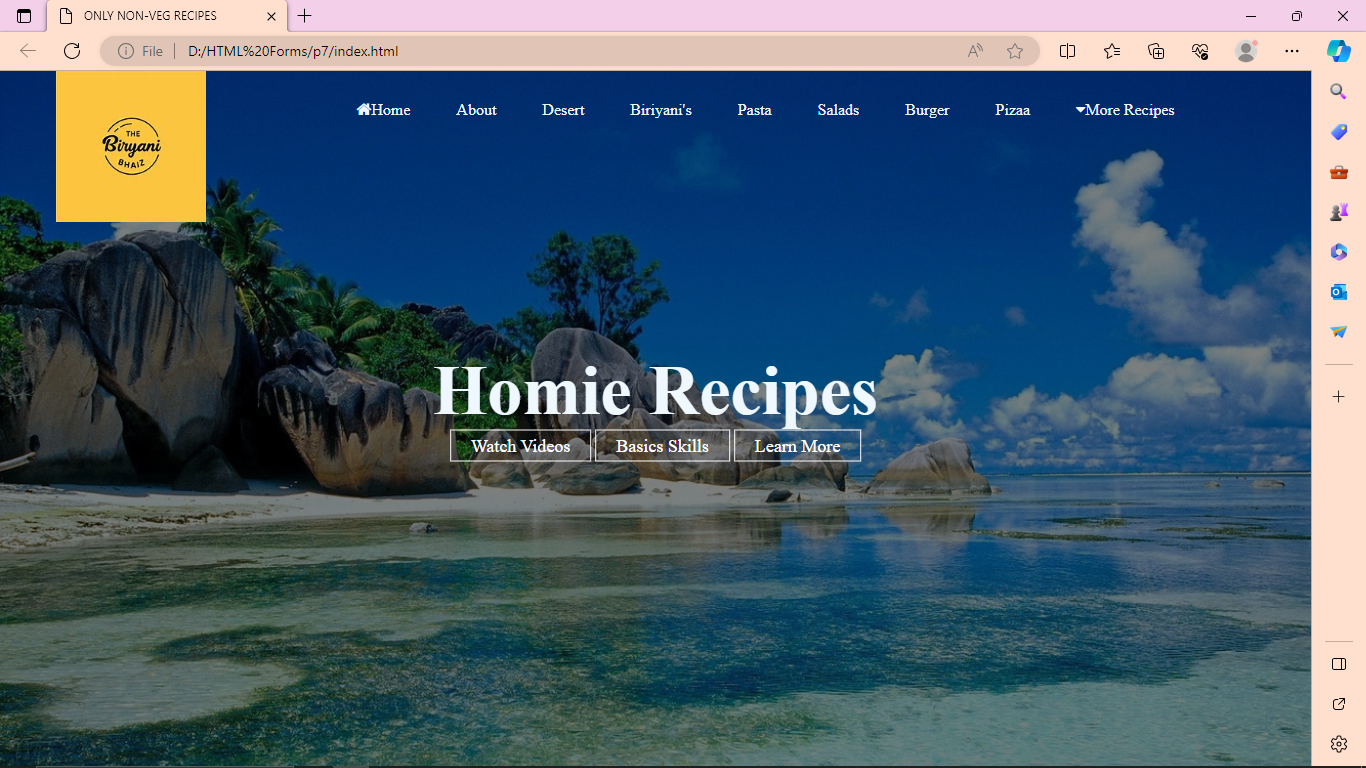 ONLY NON-VEG RECIPES
File D:/HTML%20Forms/p7/index.html
THE
Biryani
BHAIZ
Home About Desert Biriyani's Pasta Salads Burger Pizaa More Recipes
Homie Recipes
Watch Videos Basics Skills Learn More